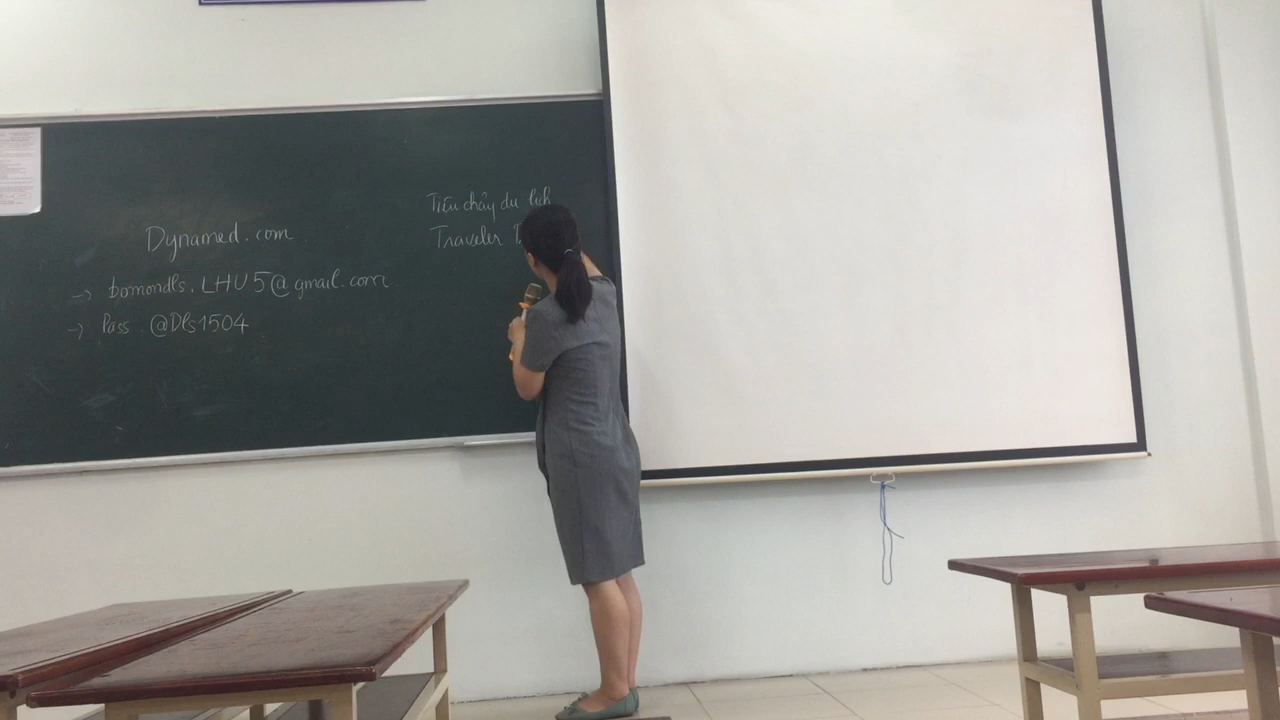 Dynamed.com
→ bomondls.LHU5@gmail.com
→ Pass @Dls1504
Tiêu chảy du lịch
Traveler